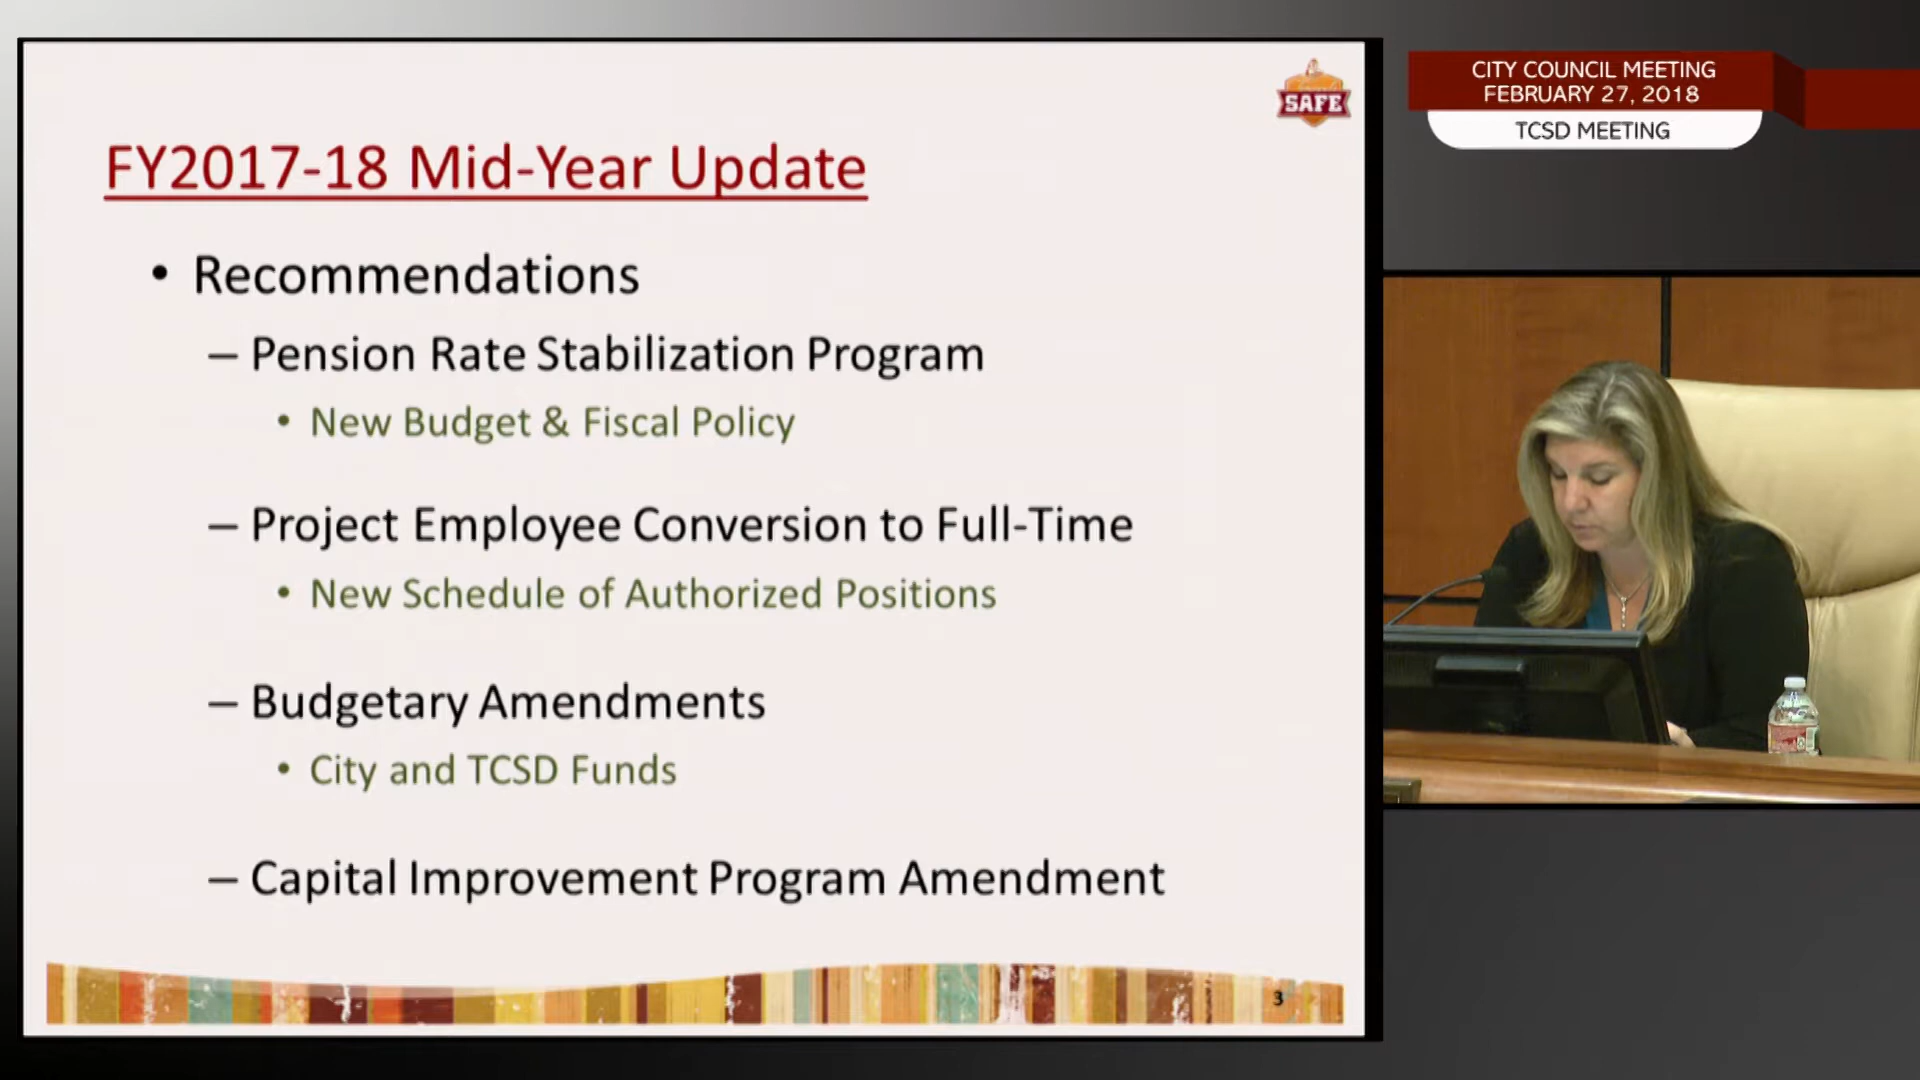 CITY COUNCIL MEETING
FEBRUARY 27, 2018
TCSD MEETING
SAFE
FY2017-18 Mid-Year Update
• Recommendations
– Pension Rate Stabilization Program
• New Budget & Fiscal Policy
– Project Employee Conversion to Full-Time
• New Schedule of Authorized Positions
– Budgetary Amendments
• City and TCSD Funds
– Capital Improvement Program Amendment
3